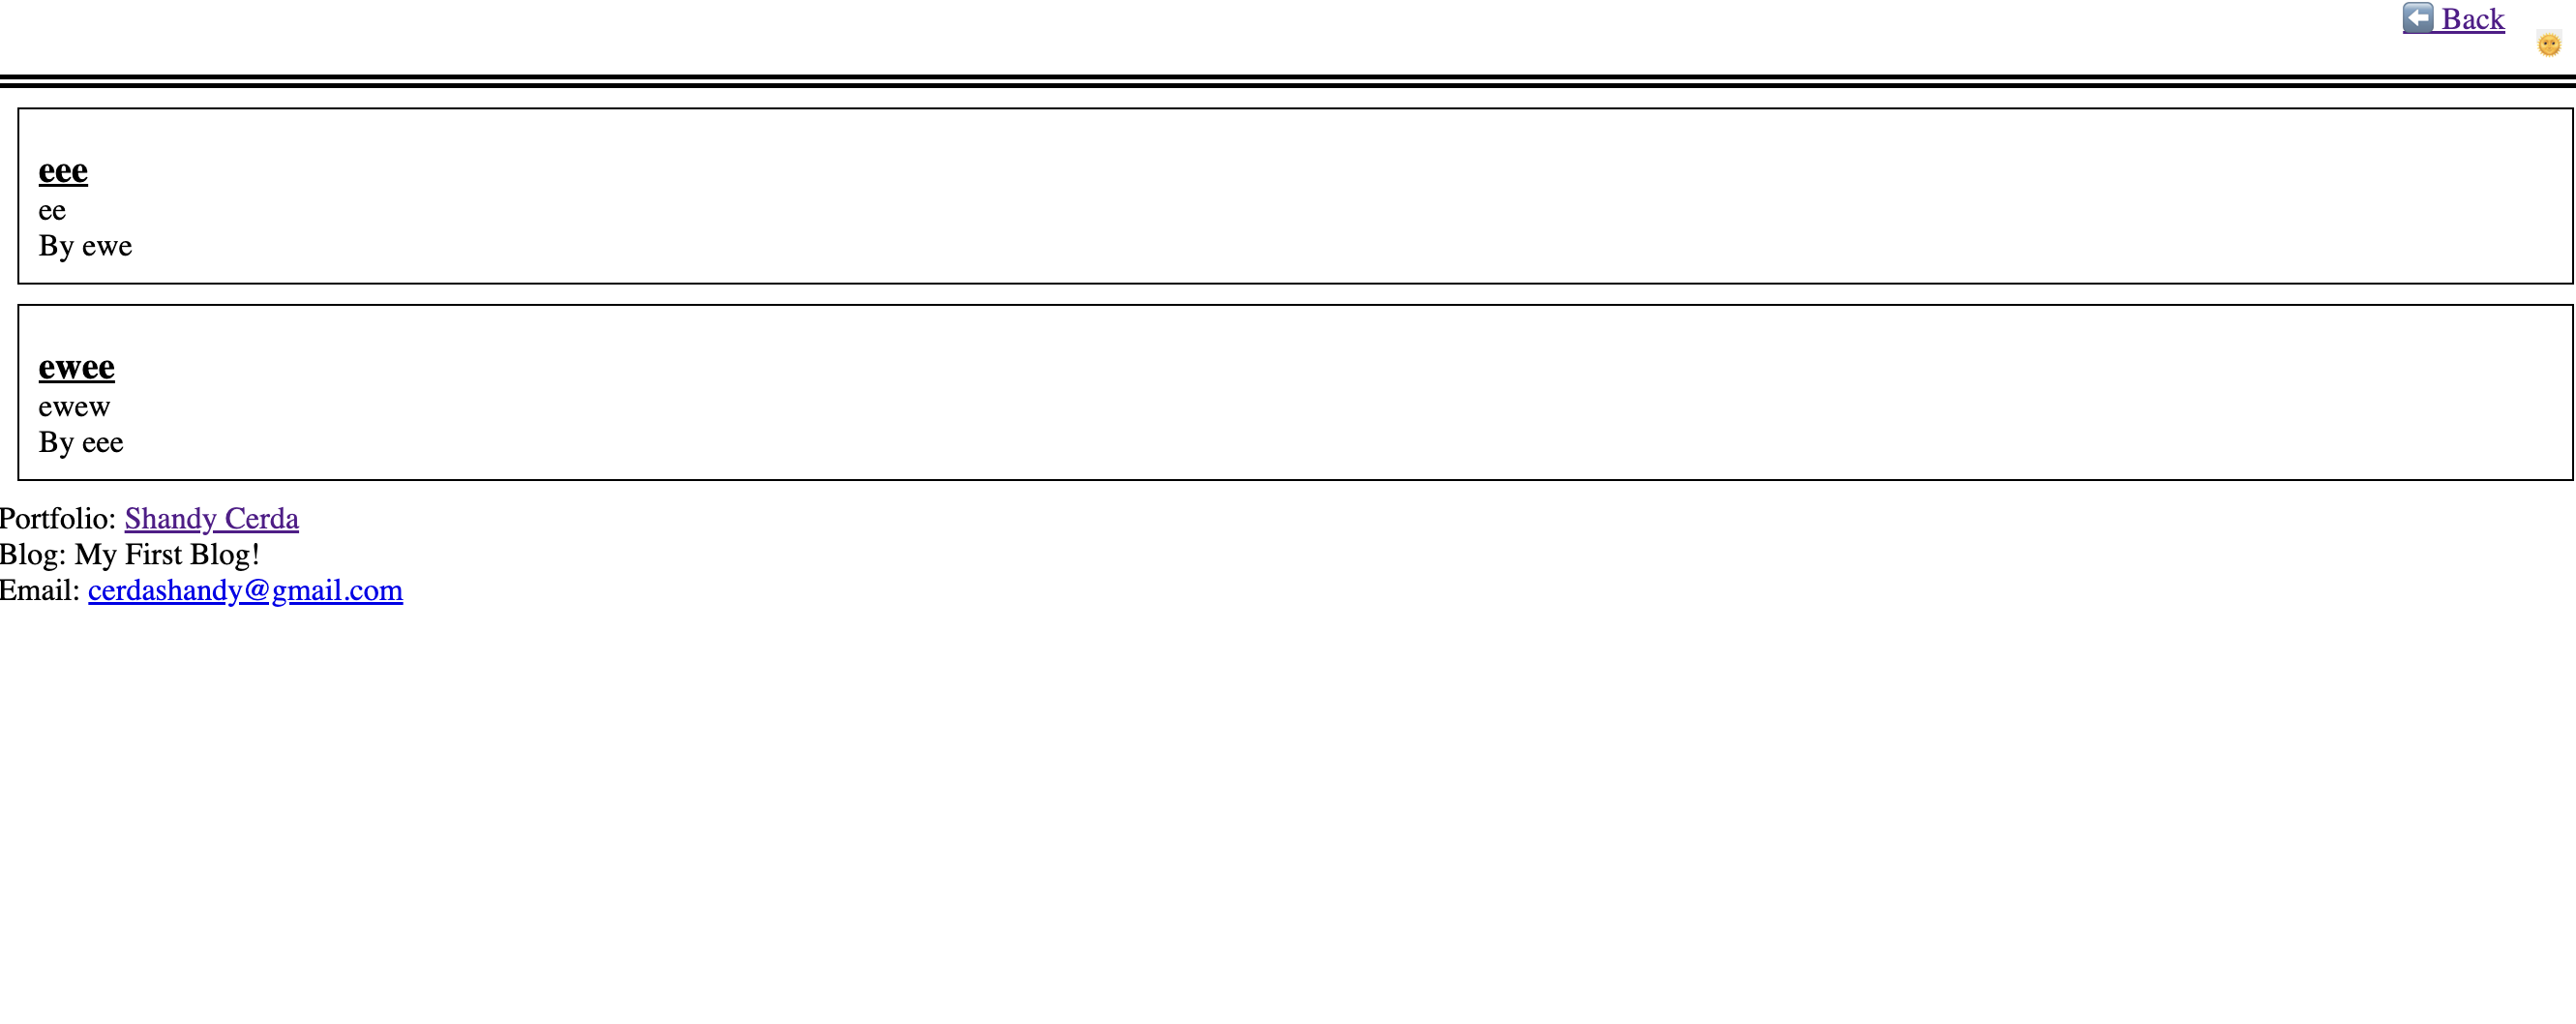 ⬅️ Back
🌞
eee
ee
By ewe
ewee
ewew
By eee
Portfolio: Shandy Cerda
Blog: My First Blog!
Email: cerdashandy@gmail.com